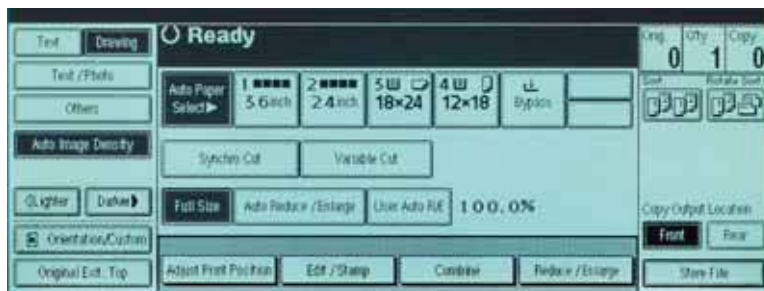 Text Drawing
Text / Photo
Others
Auto Image Density
Lighter Darker
Orientation/Custom
Original Exit: Top
Ready
Auto Paper Select▶
1 36inch
2 24inch
3 18×24
4 12×18
Bypass
Synchro Cut Variable Cut
Full Size Auto Reduce / Enlarge User Auto R/E 100.0%
Adjust Print Position Edit / Stamp Combine Reduce / Enlarge
Orig. Qty Copy
0 1 0
Sort Rotate Sort
Copy Output Location
Front Rear
Store File